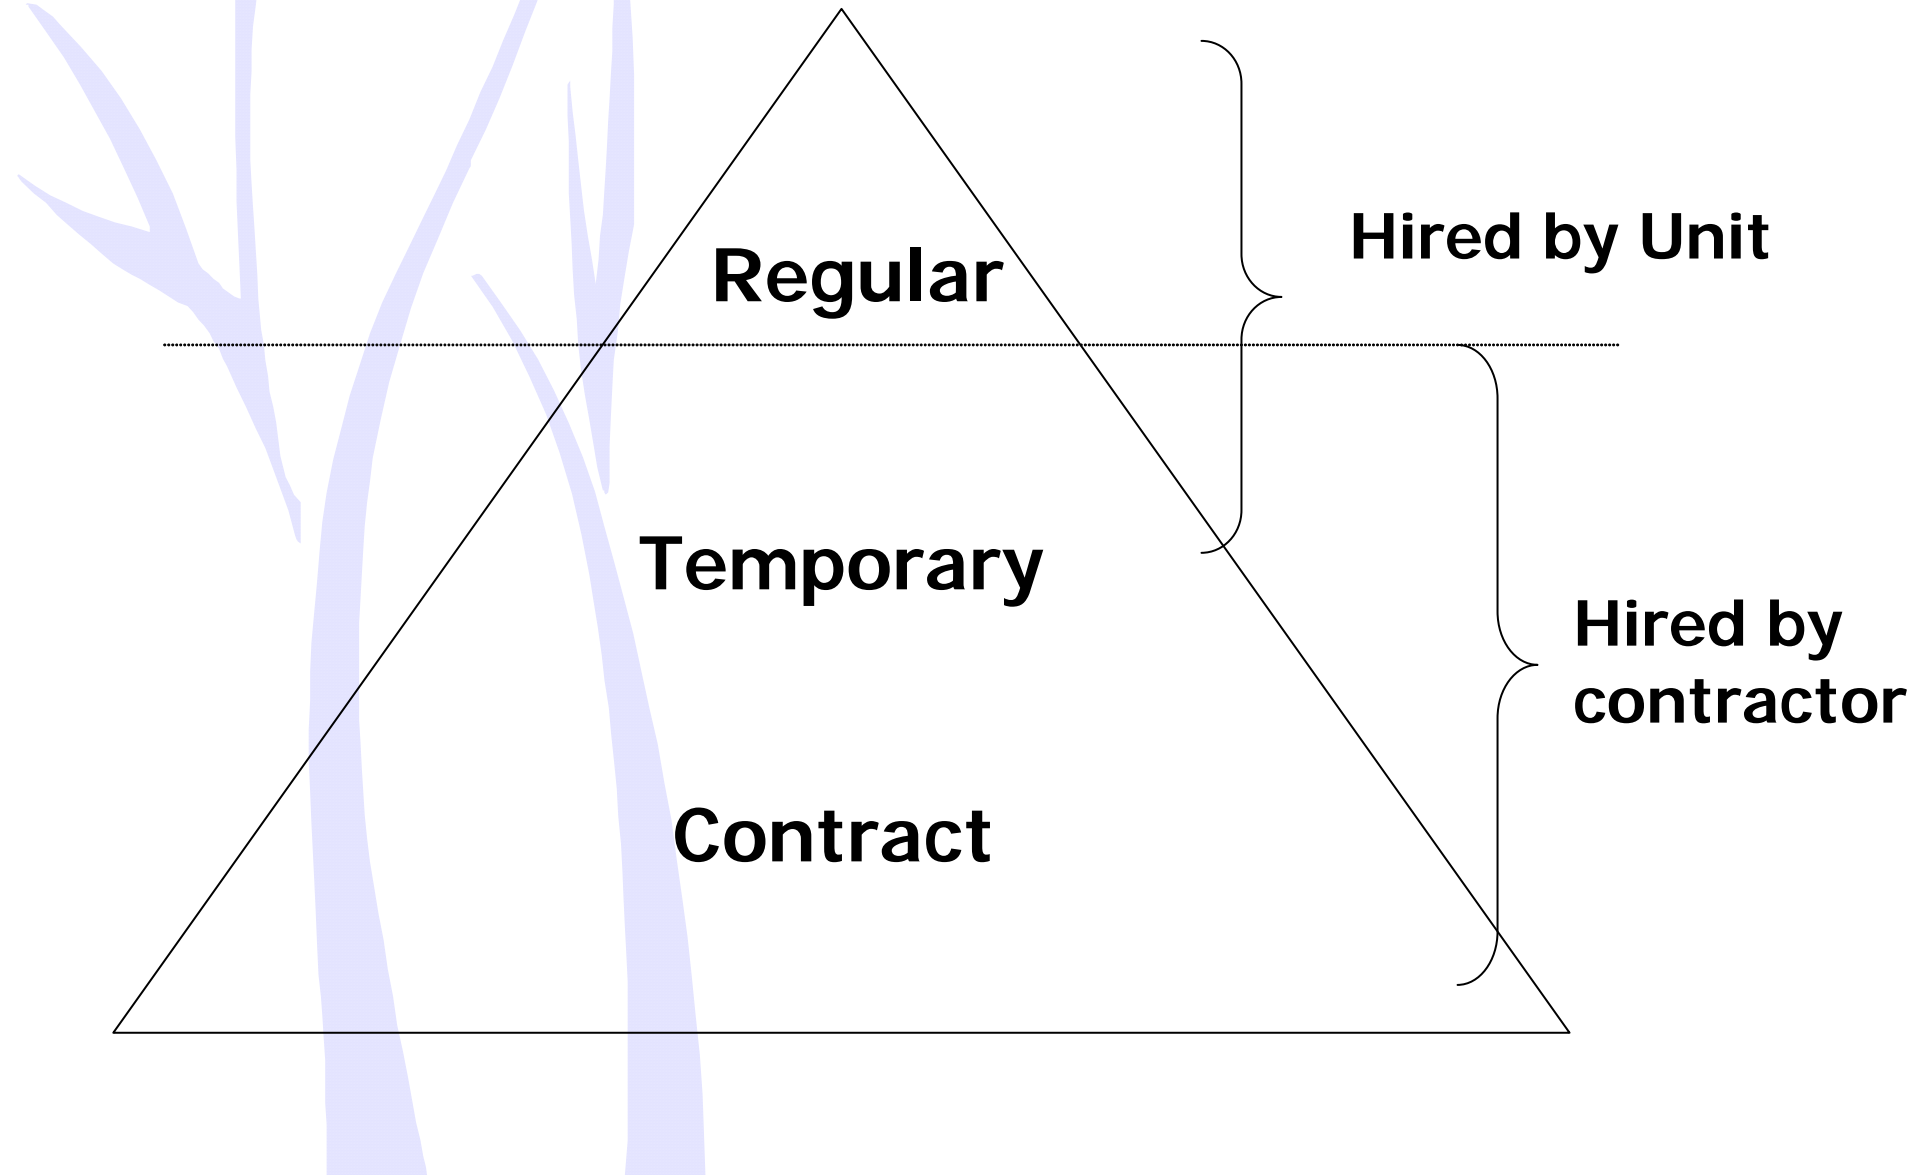 Hired by Unit
Regular
Temporary
Hired by
contractor
Contract